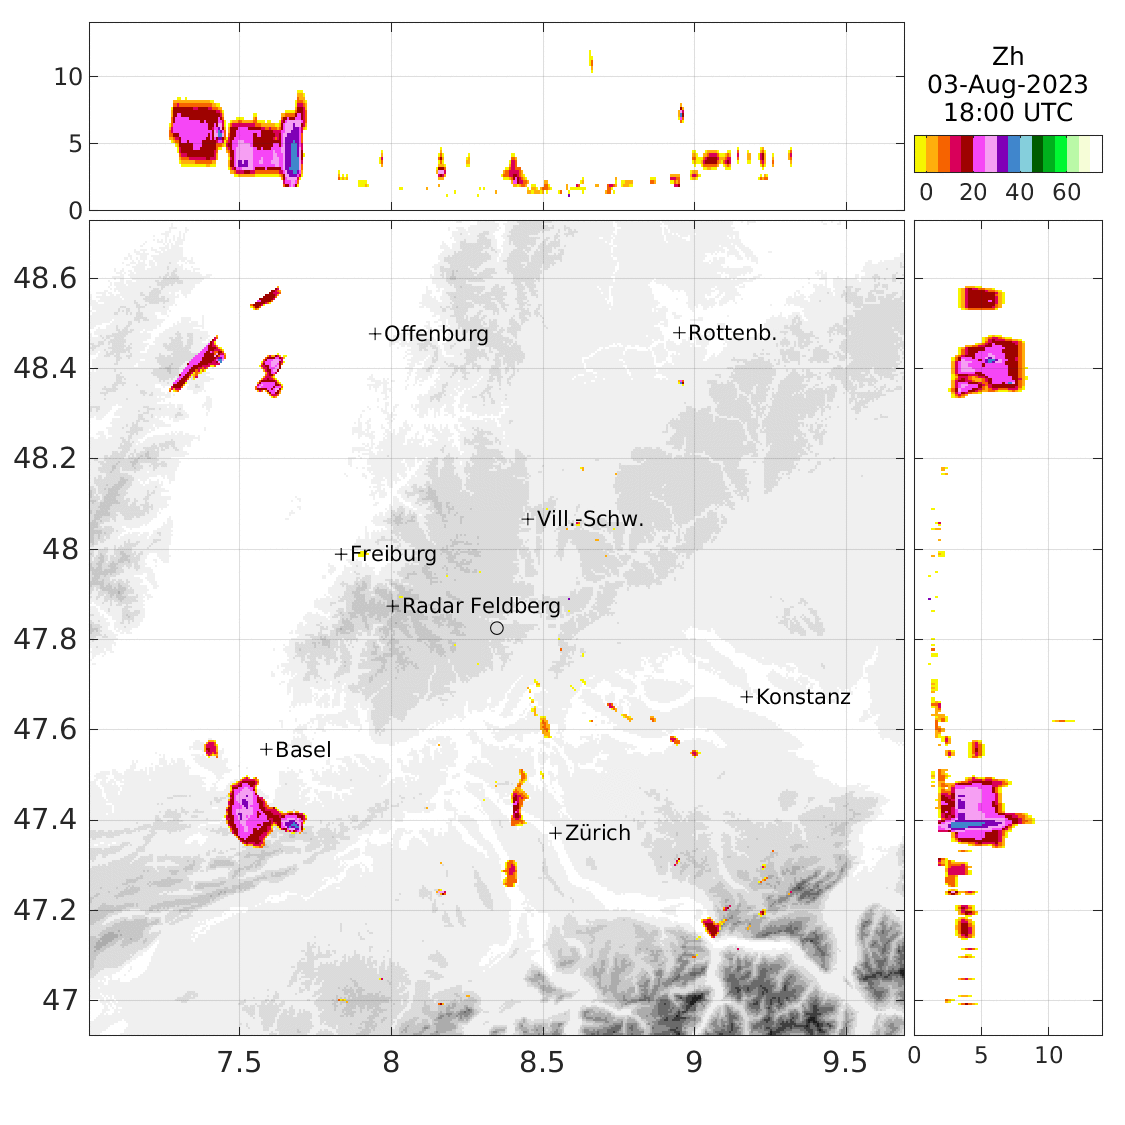 Zh
03-Aug-2023
18:00 UTC
0 20 40 60
10
5
0
48.6
48.4
48.2
48
47.8
47.6
47.4
47.2
47
Offenburg
Rottenb.
Vill.-Schw.
Freiburg
Radar Feldberg
Konstanz
Basel
Zürich
7.5 8 8.5 9 9.5
0 5 10